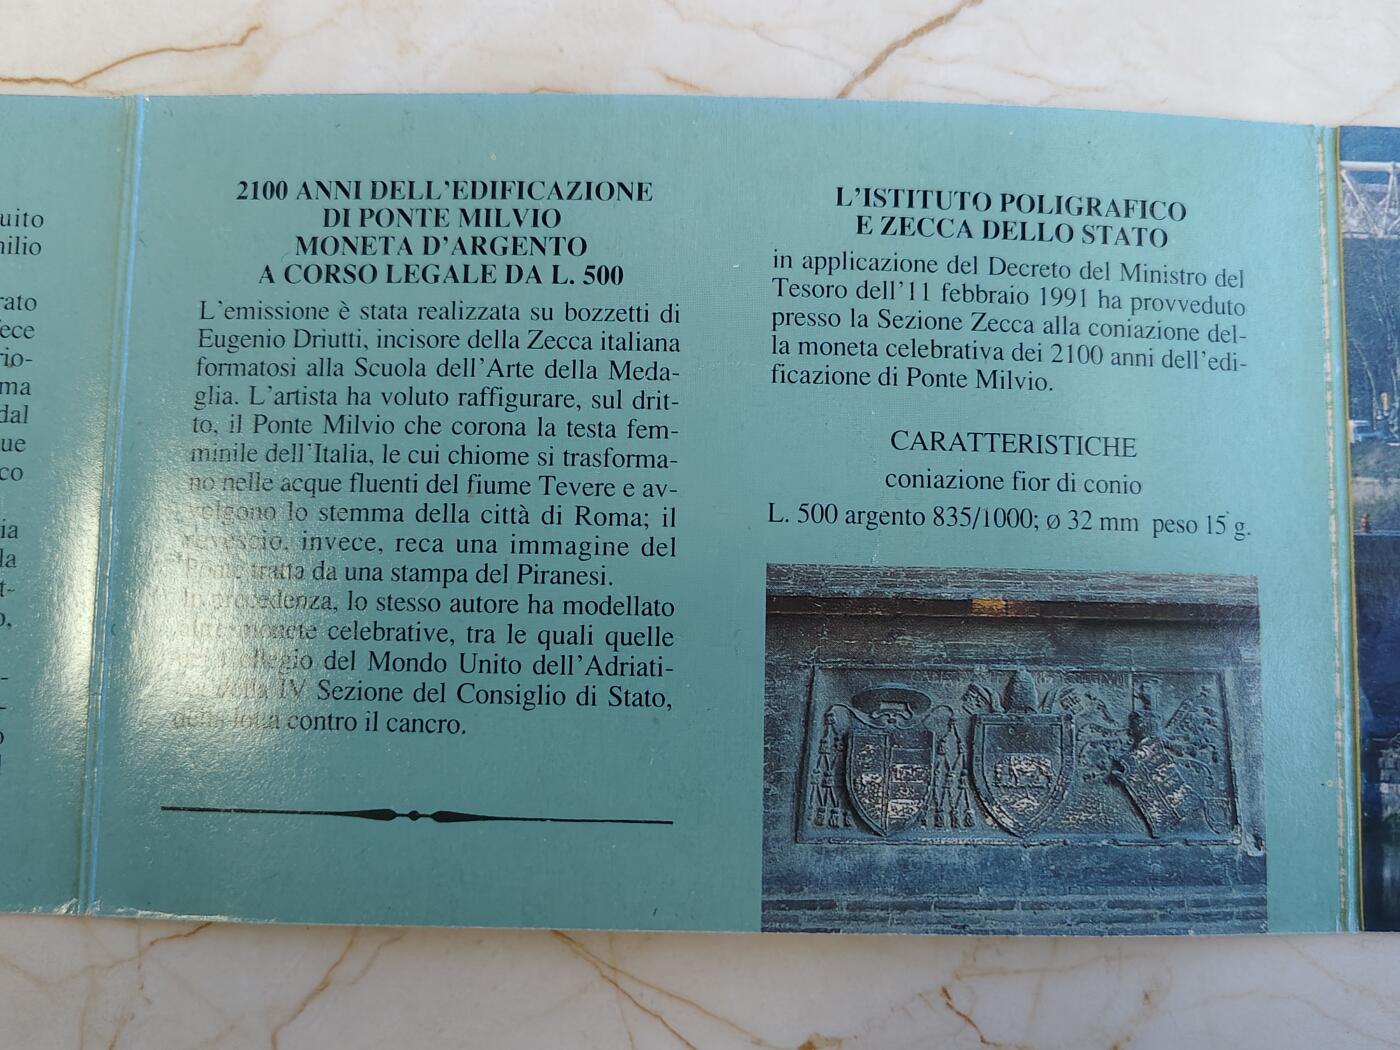 uito
nilio
rato
fece
rio-
ma
dal
que
co
ia
la
t-
o,
2100 ANNI DELL'EDIFICAZIONE
DI PONTE MILVIO
MONETA D'ARGENTO
A CORSO LEGALE DA L. 500
L'emissione è stata realizzata su bozzetti di
Eugenio Driutti, incisore della Zecca italiana
formatosi alla Scuola dell'Arte della Meda-
glia. L'artista ha voluto raffigurare, sul drit-
to, il Ponte Milvio che corona la testa fem-
minile dell'Italia, le cui chiome si trasforma-
no nelle acque fluenti del fiume Tevere e av-
volgono lo stemma della città di Roma; il
rovescio, invece, reca una immagine del
Ponte tratta da una stampa del Piranesi.
In precedenza, lo stesso autore ha modellato
altre monete celebrative, tra le quali quelle
del Collegio del Mondo Unito dell'Adriati-
della IV Sezione del Consiglio di Stato,
della lotta contro il cancro.
L'ISTITUTO POLIGRAFICO
E ZECCA DELLO STATO
in applicazione del Decreto del Ministro del
Tesoro dell'11 febbraio 1991 ha provveduto
presso la Sezione Zecca alla coniazione del-
la moneta celebrativa dei 2100 anni dell'edi-
ficazione di Ponte Milvio.
CARATTERISTICHE
coniazione fior di conio
L. 500 argento 835/1000; ø 32 mm peso 15 g.